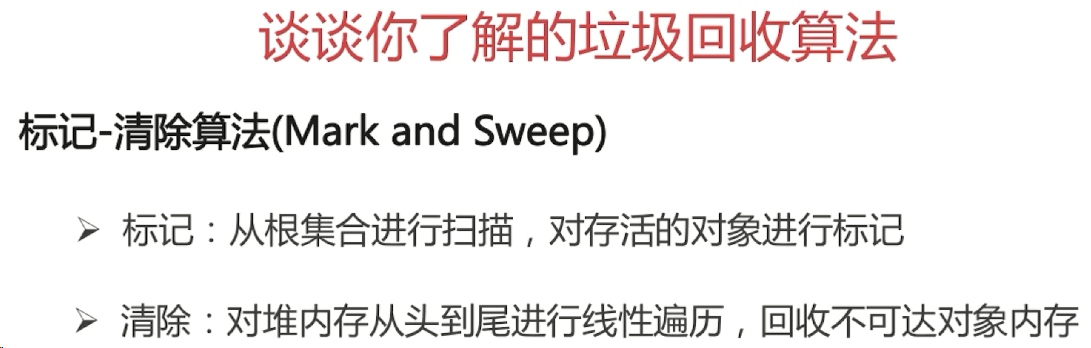 谈谈你了解的垃圾回收算法
标记-清除算法(Mark and Sweep)
➢ 标记：从根集合进行扫描，对存活的对象进行标记
➢ 清除：对堆内存从头到尾进行线性遍历，回收不可达对象内存